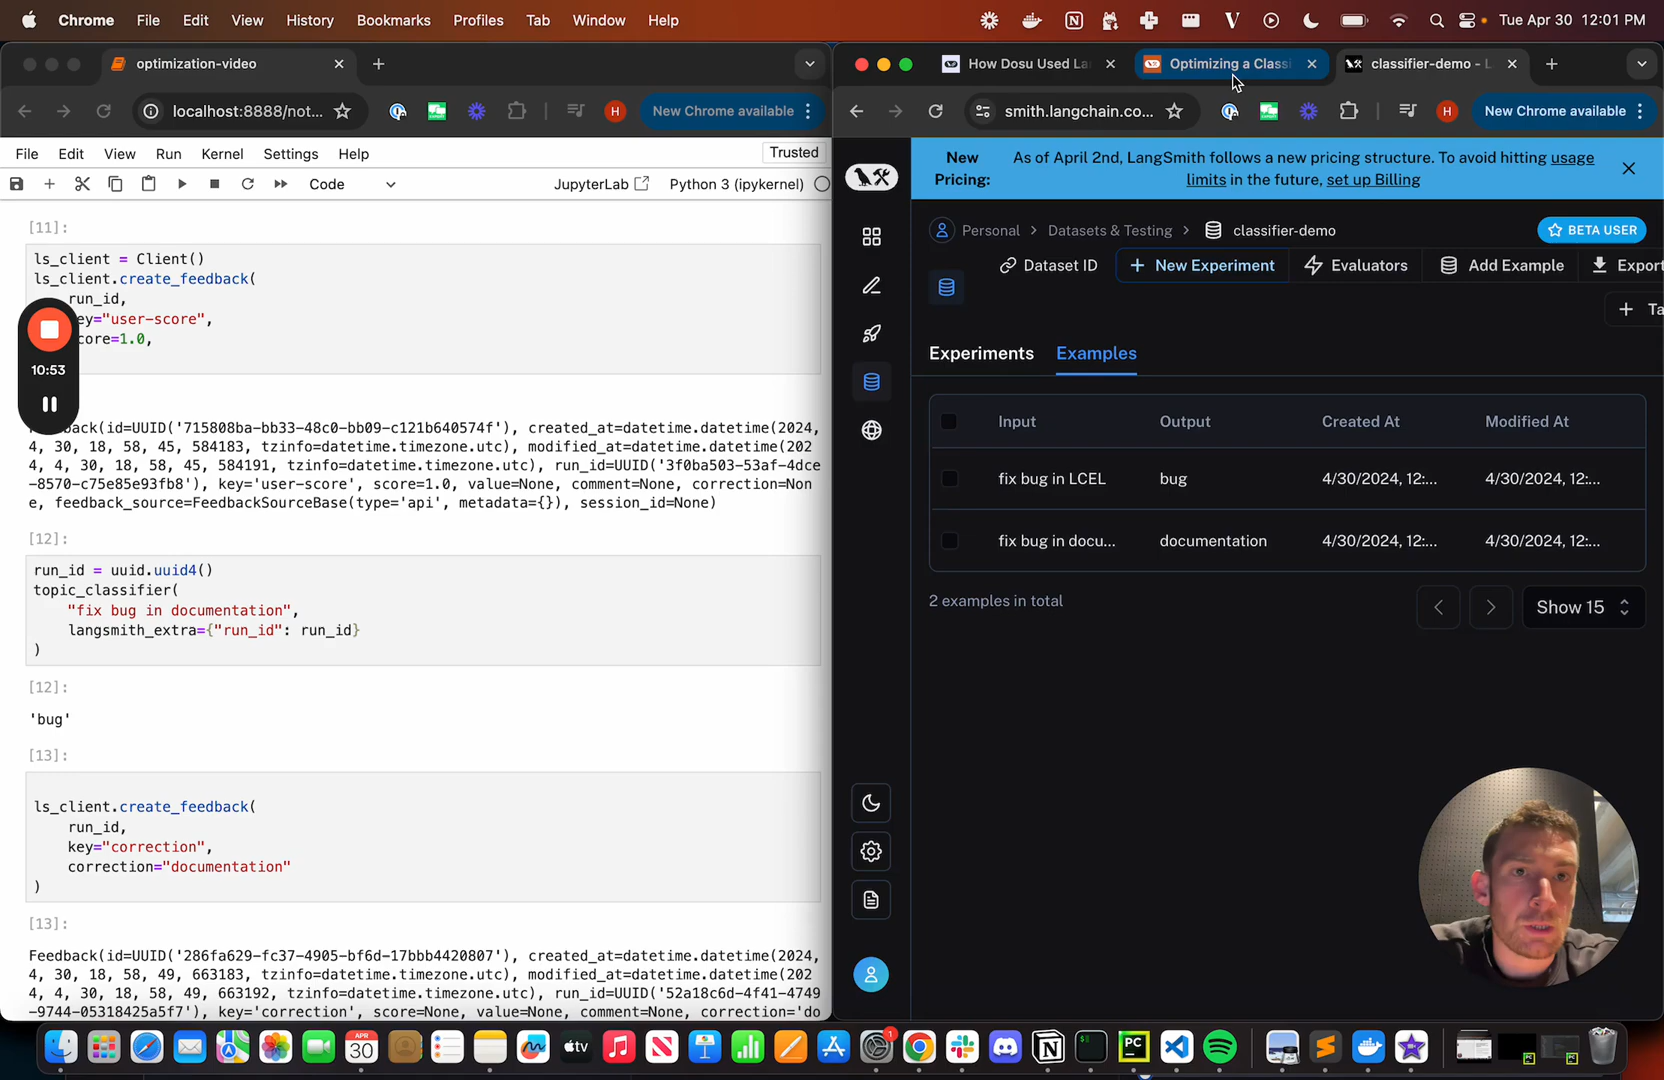 Chrome File Edit View History Bookmarks Profiles Tab Window Help
Tue Apr 30 12:01 PM
optimization-video
localhost:8888/not...
New Chrome available
File Edit View Run Kernel Settings Help
Trusted
Code
JupyterLab
Python 3 (ipykernel)
[11]:
ls_client = Client()
ls_client.create_feedback(
run_id,
ey="user-score",
core=1.0,
10:53
back(id=UUID('715808ba-bb33-48c0-bb09-c121b640574f'), created_at=datetime.datetime(2024,
4, 30, 18, 58, 45, 584183, tzinfo=datetime.timezone.utc), modified_at=datetime.datetime(202
4, 4, 30, 18, 58, 45, 584191, tzinfo=datetime.timezone.utc), run_id=UUID('3f0ba503-53af-4dce
-8570-c75e85e93fb8'), key='user-score', score=1.0, value=None, comment=None, correction=Non
e, feedback_source=FeedbackSourceBase(type='api', metadata={}), session_id=None)
[12]:
run_id = uuid.uuid4()
topic_classifier(
"fix bug in documentation",
langsmith_extra={"run_id": run_id}
)
[12]:
'bug'
[13]:
ls_client.create_feedback(
run_id,
key="correction",
correction="documentation"
)
[13]:
Feedback(id=UUID('286fa629-fc37-4905-bf6d-17bbb4420807'), created_at=datetime.datetime(2024,
4, 30, 18, 58, 49, 663183, tzinfo=datetime.timezone.utc), modified_at=datetime.datetime(202
4, 4, 30, 18, 58, 49, 663192, tzinfo=datetime.timezone.utc), run_id=UUID('52a18c6d-4f41-4749
-9744-05318425a5f7'), key='correction', score=None, value=None, comment=None, correction='do
How Dosu Used La
Optimizing a Classi
classifier-demo - L
smith.langchain.co...
H
New Chrome available
New Pricing:
As of April 2nd, LangSmith follows a new pricing structure. To avoid hitting usage
limits in the future, set up Billing
Personal > Datasets & Testing > classifier-demo
BETA USER
Dataset ID
+ New Experiment
Evaluators
Add Example
Export
+ Ta
Experiments
Examples
Input Output Created At Modified At
fix bug in LCEL bug 4/30/2024, 12:... 4/30/2024, 12:...
fix bug in docu... documentation 4/30/2024, 12:... 4/30/2024, 12:...
2 examples in total
Show 15
APR
30
tv
1
PC